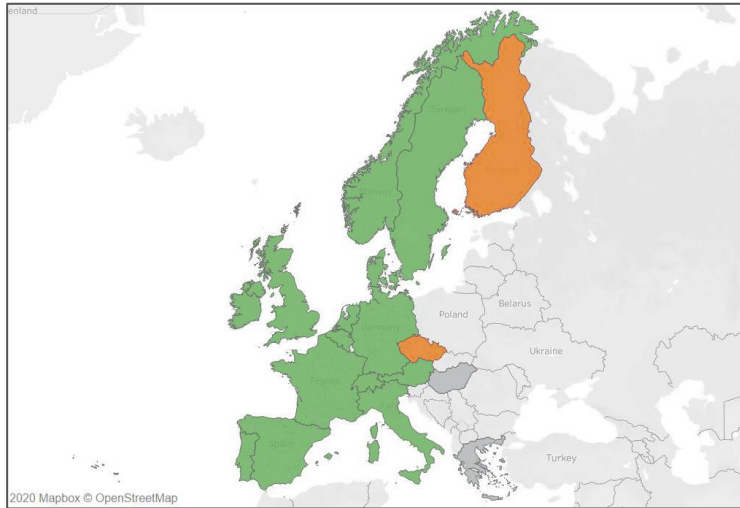 enland
Sweden
Finland
Norway
Belarus
Poland
Germany
Ukraine
France
Spain
Turkey
2020 Mapbox © OpenStreetMap